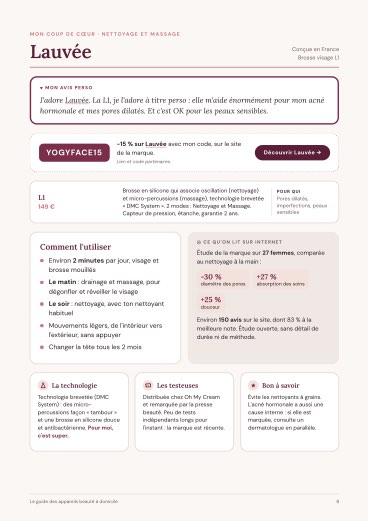 MON COUP DE CŒUR · NETTOYAGE ET MASSAGE
Lauvée
Conçue en France
Brosse visage L1
♥ MON AVIS PERSO
J'adore Lauvée. La L1, je l'adore à titre perso : elle m'aide énormément pour mon acné
hormonale et mes pores dilatés. Et c'est OK pour les peaux sensibles.
YOGYFACE15
-15 % sur Lauvée avec mon code, sur le site
de la marque.
Lien et code partenaires.
Découvrir Lauvée →
L1
149 €
Brosse en silicone qui associe oscillation (nettoyage)
et micro-percussions (massage), technologie brevetée
« DMC System ». 2 modes : Nettoyage et Massage.
Capteur de pression, étanche, garantie 2 ans.
POUR QUI
Pores dilatés,
imperfections, peaux
sensibles
Comment l'utiliser
Environ 2 minutes par jour, visage et
brosse mouillés
Le matin : drainage et massage, pour
dégonfler et réveiller le visage
Le soir : nettoyage, avec ton nettoyant
habituel
Mouvements légers, de l'intérieur vers
l'extérieur, sans appuyer
Changer la tête tous les 2 mois
CE QU'ON LIT SUR INTERNET
Étude de la marque sur 27 femmes, comparée
au nettoyage à la main :
-30 %
diamètre des pores
+27 %
absorption des soins
+25 %
douceur
Environ 150 avis sur le site, dont 83 % à la
meilleure note. Étude ouverte, sans détail de
durée ni de méthode.
La technologie
Technologie brevetée (DMC
System) : des micro-
percussions façon « tambour »
et une brosse en silicone douce
et antibactérienne. Pour moi,
c'est super.
Les testeuses
Distribuée chez Oh My Cream
et remarquée par la presse
beauté. Peu de tests
indépendants longs pour
l'instant : la marque est récente.
Bon à savoir
Évite les nettoyants à grains.
L'acné hormonale a aussi une
cause interne : si elle est
marquée, consulte un
dermatologue en parallèle.
Le guide des appareils beauté à domicile